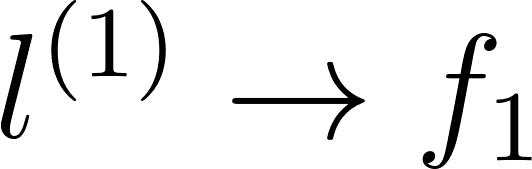 l^{(1)} → f_1